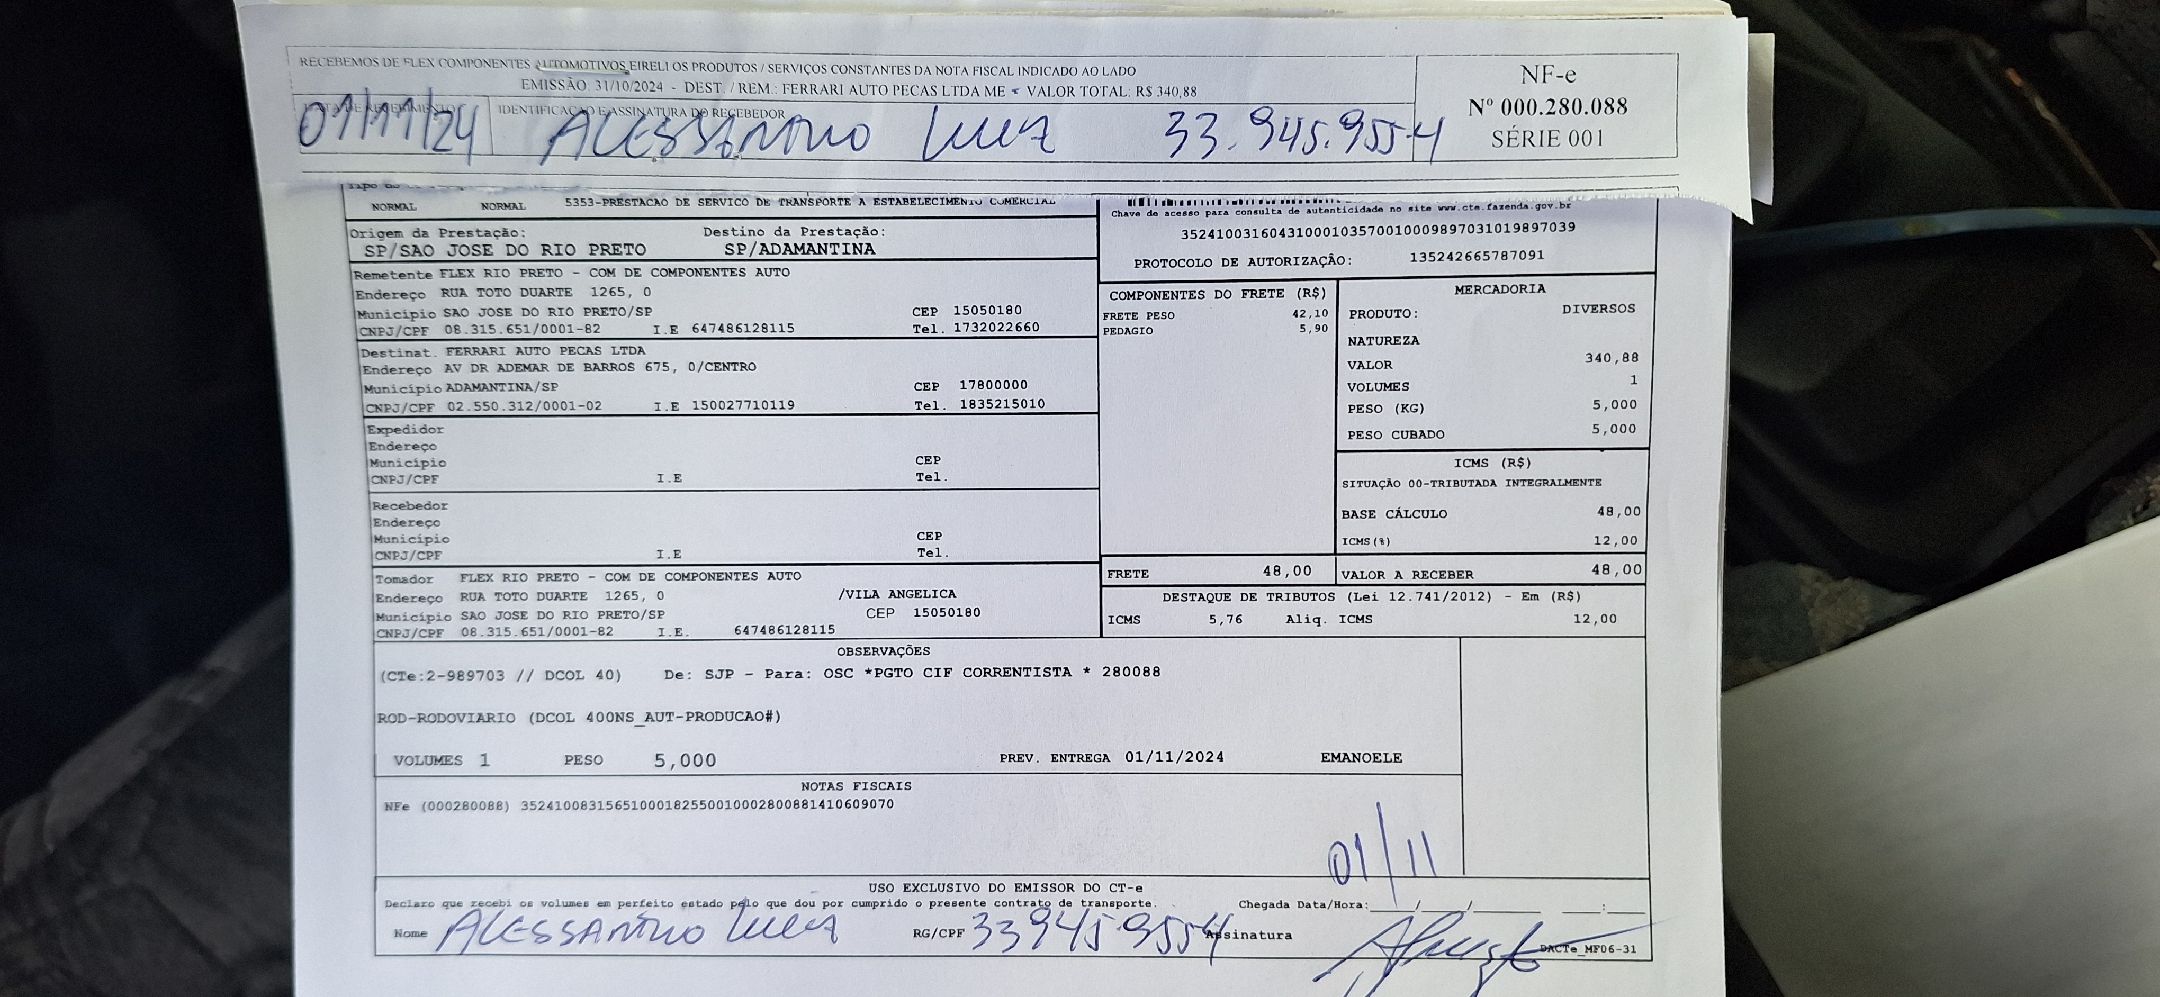 RECEBEMOS DE FLEX COMPONENTES AUTOMOTIVOS EIRELI OS PRODUTOS / SERVIÇOS CONSTANTES DA NOTA FISCAL INDICADO AO LADO
EMISSÃO: 31/10/2024 - DEST. / REM.: FERRARI AUTO PECAS LTDA ME - VALOR TOTAL: R$ 340,88
NF-e
Nº 000.280.088
SÉRIE 001
DATA DE RECEBIMENTO
IDENTIFICAÇÃO E ASSINATURA DO RECEBEDOR
01/11/24 ALESSANDRO LUIZ 33.945.955-4
NORMAL NORMAL 5353-PRESTACAO DE SERVICO DE TRANSPORTE A ESTABELECIMENTO COMERCIAL
Origem da Prestação: Destino da Prestação:
SP/SAO JOSE DO RIO PRETO SP/ADAMANTINA
Chave de acesso para consulta de autenticidade no site www.cte.fazenda.gov.br
35241003160431000103570010009897031019897039
PROTOCOLO DE AUTORIZAÇÃO: 135242665787091
Remetente FLEX RIO PRETO - COM DE COMPONENTES AUTO
Endereço RUA TOTO DUARTE 1265, 0
Município SAO JOSE DO RIO PRETO/SP CEP 15050180
CNPJ/CPF 08.315.651/0001-82 I.E 647486128115 Tel. 1732022660
Destinat. FERRARI AUTO PECAS LTDA
Endereço AV DR ADEMAR DE BARROS 675, 0/CENTRO
Município ADAMANTINA/SP CEP 17800000
CNPJ/CPF 02.550.312/0001-02 I.E 150027710119 Tel. 1835215010
Expedidor
Endereço
Município CEP
CNPJ/CPF I.E Tel.
Recebedor
Endereço
Município CEP
CNPJ/CPF I.E Tel.
Tomador FLEX RIO PRETO - COM DE COMPONENTES AUTO
Endereço RUA TOTO DUARTE 1265, 0 /VILA ANGELICA
Município SAO JOSE DO RIO PRETO/SP CEP 15050180
CNPJ/CPF 08.315.651/0001-82 I.E. 647486128115
COMPONENTES DO FRETE (R$)
FRETE PESO 42,10
PEDAGIO 5,90
MERCADORIA
PRODUTO: DIVERSOS
NATUREZA
VALOR 340,88
VOLUMES 1
PESO (KG) 5,000
PESO CUBADO 5,000
ICMS (R$)
SITUAÇÃO 00-TRIBUTADA INTEGRALMENTE
BASE CÁLCULO 48,00
ICMS(%) 12,00
FRETE 48,00 VALOR A RECEBER 48,00
DESTAQUE DE TRIBUTOS (Lei 12.741/2012) - Em (R$)
ICMS 5,76 Aliq. ICMS 12,00
OBSERVAÇÕES
(CTe:2-989703 // DCOL 40) De: SJP - Para: OSC *PGTO CIF CORRENTISTA * 280088
ROD-RODOVIARIO (DCOL 400NS_AUT-PRODUCAO#)
VOLUMES 1 PESO 5,000 PREV. ENTREGA 01/11/2024 EMANOELE
NOTAS FISCAIS
NFe (000280088) 35241008315651000182550010002800881410609070
01/11
USO EXCLUSIVO DO EMISSOR DO CT-e
Declaro que recebi os volumes em perfeito estado pelo que dou por cumprido o presente contrato de transporte. Chegada Data/Hora:____/____/______ ___:___
Nome ALESSANDRO LUIZ RG/CPF 339459554 Assinatura
DACTe_MF06-31